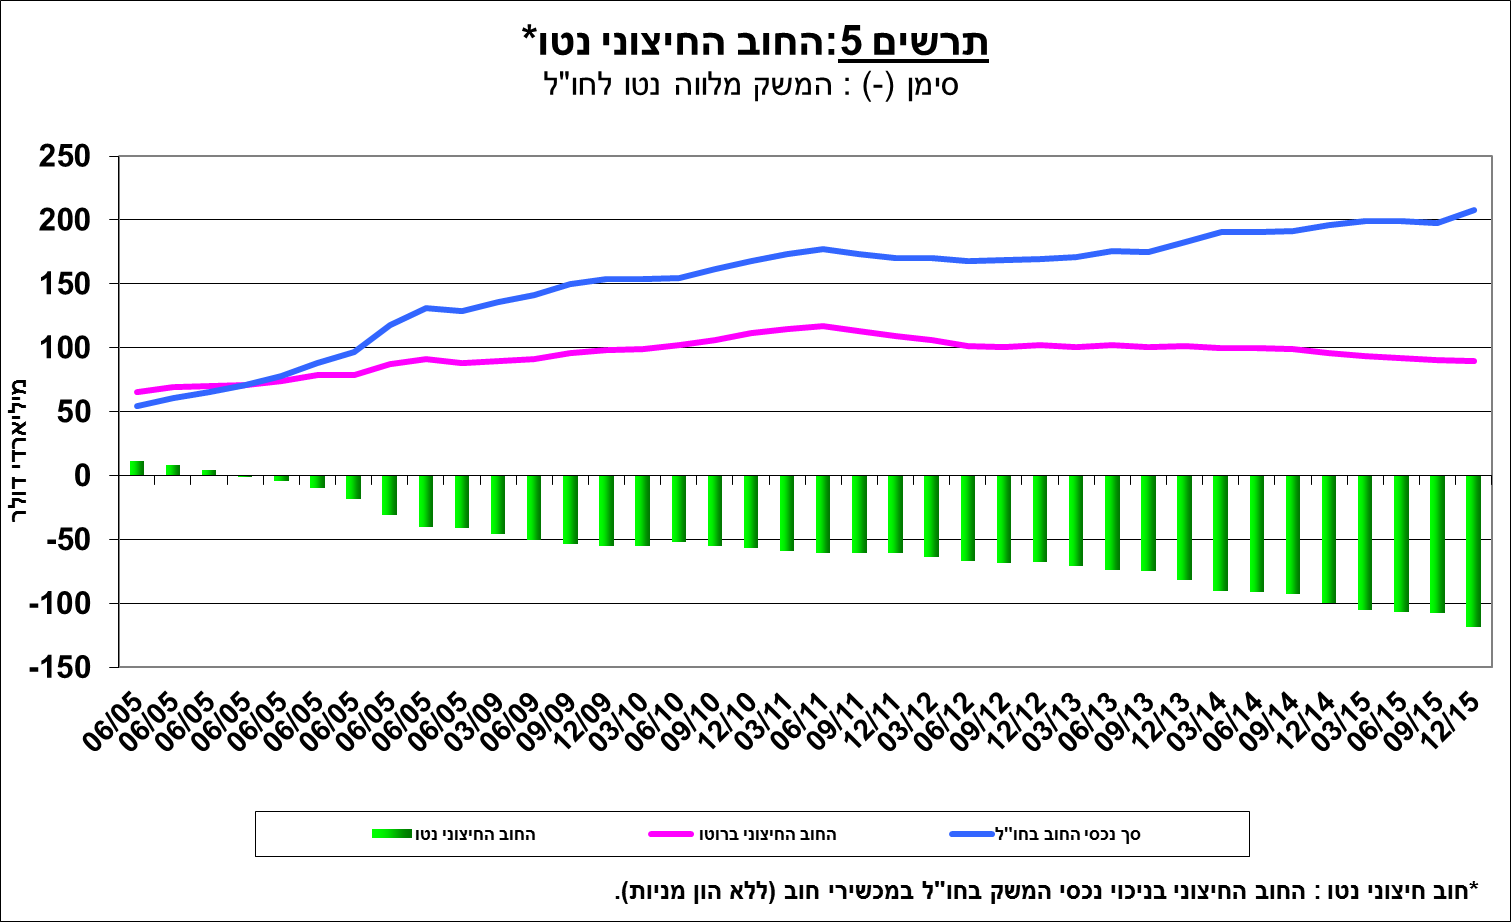 תרשים 5:החוב החיצוני נטו*
סימן (-) : המשק מלווה נטו לחו"ל
מיליארדי דולר
250
200
150
100
50
0
-50
-100
-150
06/05 06/05 06/05 06/05 06/05 06/05 06/05 06/05 06/05 06/05 03/09 06/09 09/09 12/09 03/10 06/10 09/10 12/10 03/11 06/11 09/11 12/11 03/12 06/12 09/12 12/12 03/13 06/13 09/13 12/13 03/14 06/14 09/14 12/14 03/15 06/15 09/15 12/15
סך נכסי החוב בחו"ל החוב החיצוני ברוטו החוב החיצוני נטו
*חוב חיצוני נטו : החוב החיצוני בניכוי נכסי המשק בחו"ל במכשירי חוב (ללא הון מניות).